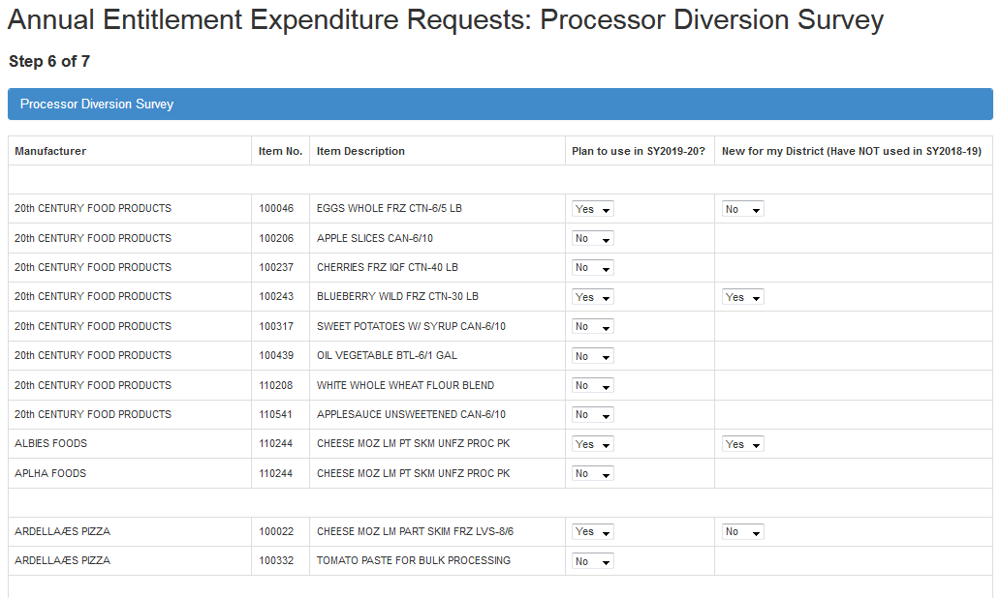 Annual Entitlement Expenditure Requests: Processor Diversion Survey
Step 6 of 7
Processor Diversion Survey
Manufacturer Item No. Item Description Plan to use in SY2019-20? New for my District (Have NOT used in SY2018-19)
20th CENTURY FOOD PRODUCTS 100046 EGGS WHOLE FRZ CTN-6/5 LB Yes No
20th CENTURY FOOD PRODUCTS 100206 APPLE SLICES CAN-6/10 No
20th CENTURY FOOD PRODUCTS 100237 CHERRIES FRZ IQF CTN-40 LB No
20th CENTURY FOOD PRODUCTS 100243 BLUEBERRY WILD FRZ CTN-30 LB Yes Yes
20th CENTURY FOOD PRODUCTS 100317 SWEET POTATOES W/ SYRUP CAN-6/10 No
20th CENTURY FOOD PRODUCTS 100439 OIL VEGETABLE BTL-6/1 GAL No
20th CENTURY FOOD PRODUCTS 110208 WHITE WHOLE WHEAT FLOUR BLEND No
20th CENTURY FOOD PRODUCTS 110541 APPLESAUCE UNSWEETENED CAN-6/10 No
ALBIES FOODS 110244 CHEESE MOZ LM PT SKM UNFZ PROC PK Yes Yes
APLHA FOODS 110244 CHEESE MOZ LM PT SKM UNFZ PROC PK No
ARDELLAÆS PIZZA 100022 CHEESE MOZ LM PART SKIM FRZ LVS-8/6 Yes No
ARDELLAÆS PIZZA 100332 TOMATO PASTE FOR BULK PROCESSING No